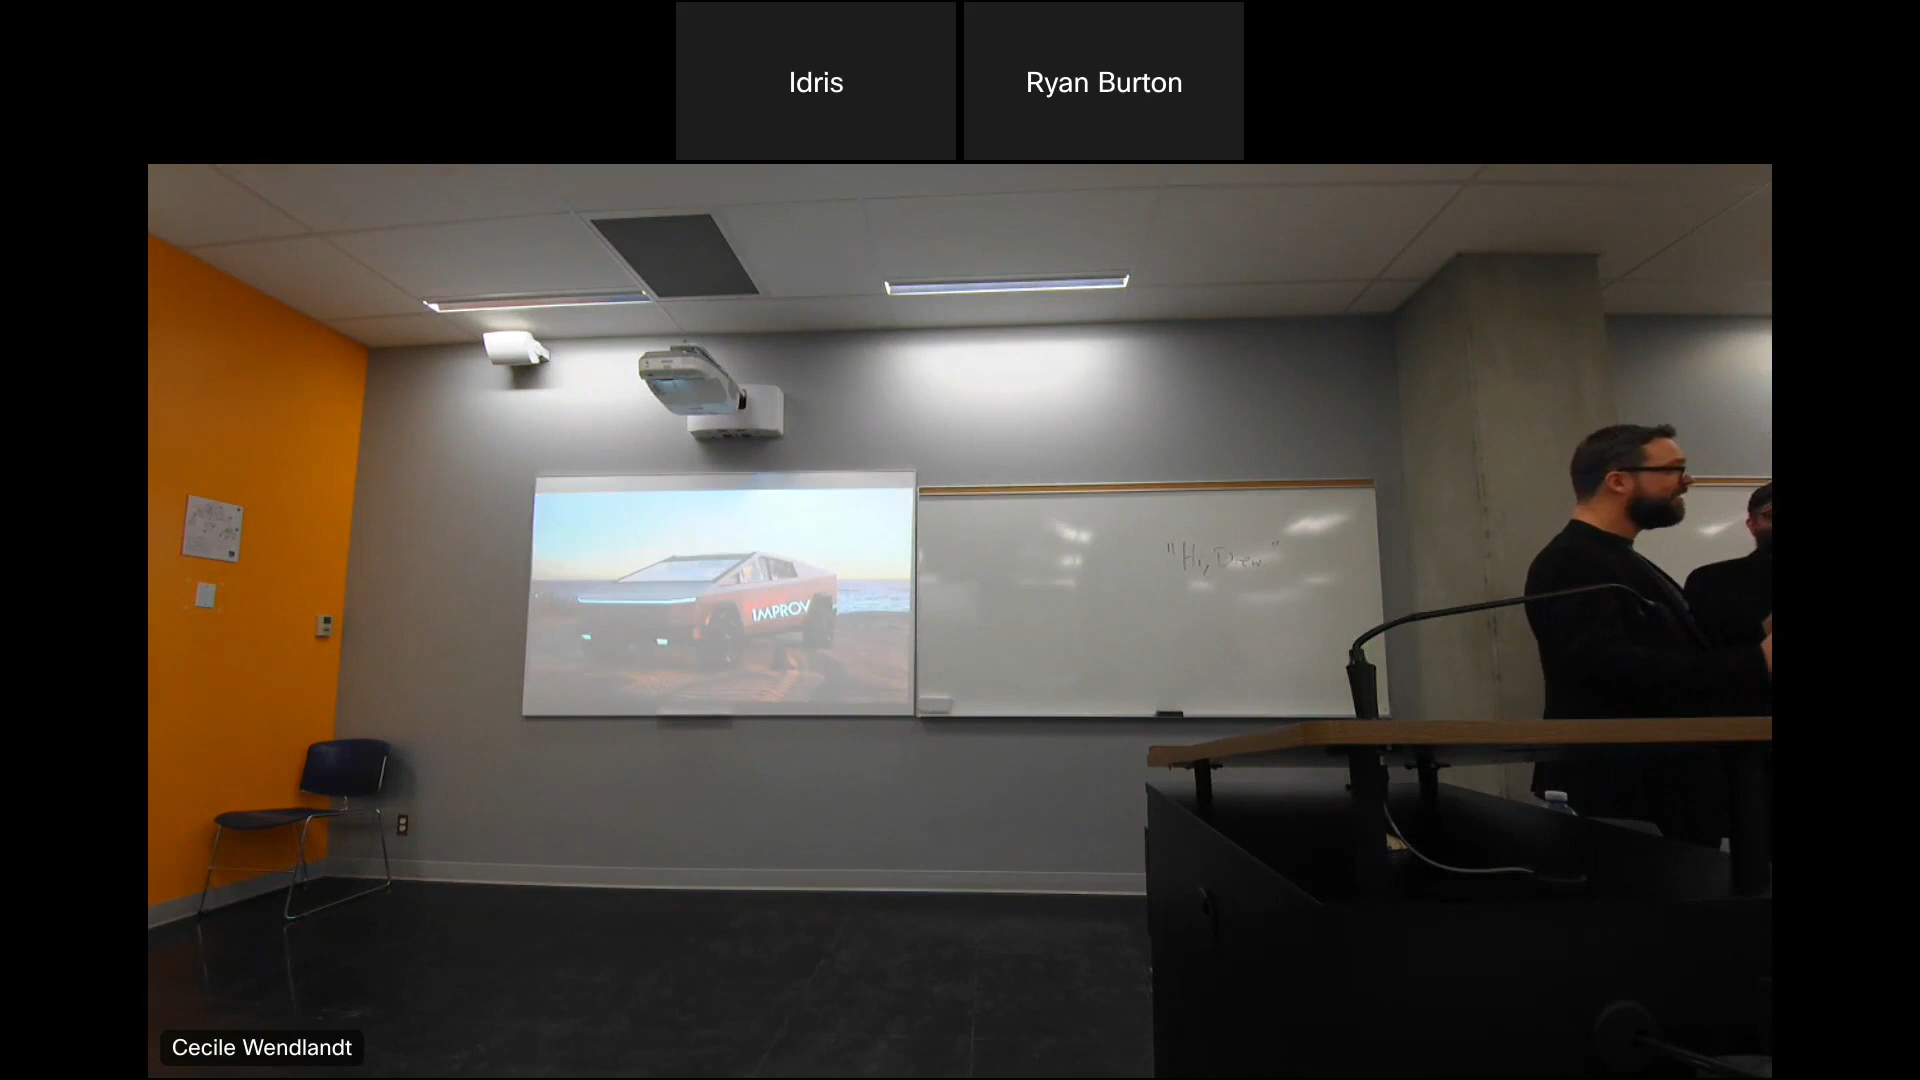 Idris
Ryan Burton
IMPROV
"Hi, Drew"
Cecile Wendlandt